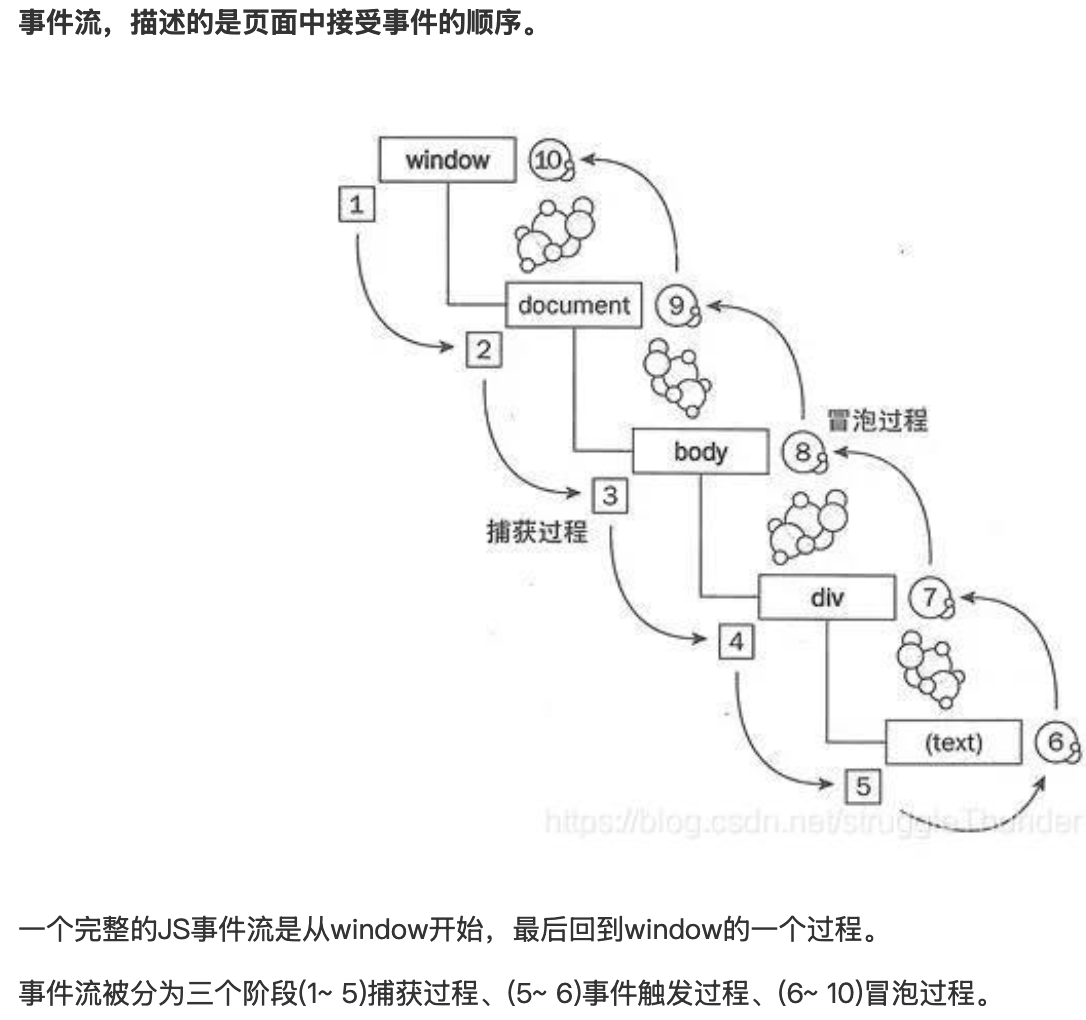 事件流，描述的是页面中接受事件的顺序。
window
10
1
document
9
2
冒泡过程
body
8
3
捕获过程
div
7
4
(text)
6
5
https://blog.csdn.net/struggleThunder
一个完整的JS事件流是从window开始，最后回到window的一个过程。
事件流被分为三个阶段(1~ 5)捕获过程、(5~ 6)事件触发过程、(6~ 10)冒泡过程。